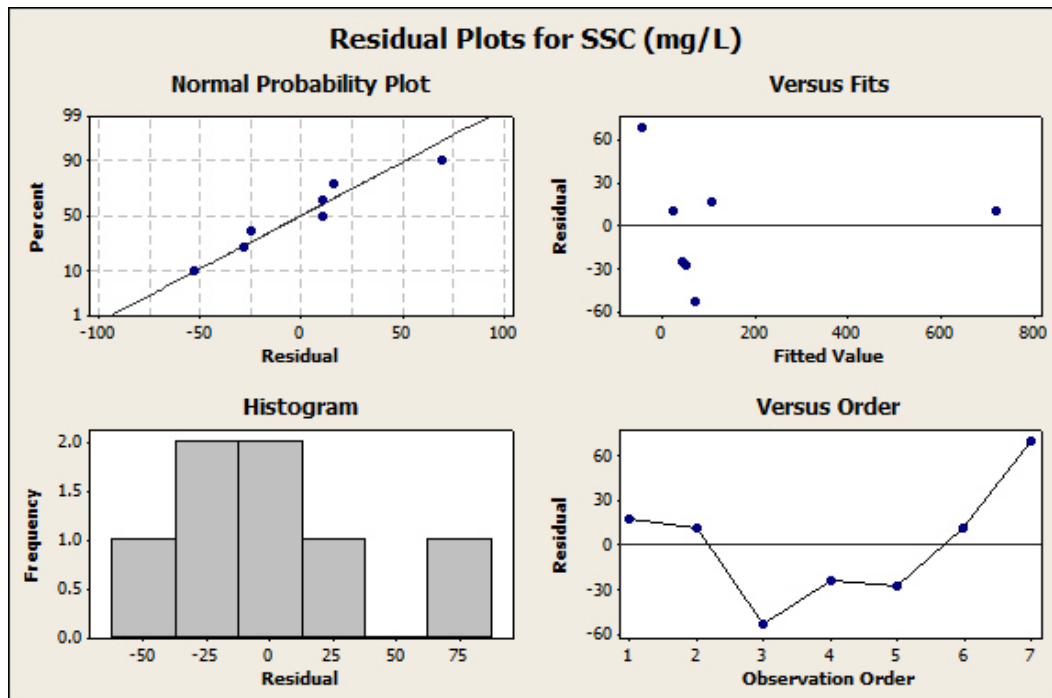 Residual Plots for SSC (mg/L)
Normal Probability Plot
99
90
50
10
1
Percent
-100 -50 0 50 100
Residual
Versus Fits
60
30
0
-30
-60
Residual
0 200 400 600 800
Fitted Value
Histogram
2.0
1.5
1.0
0.5
0.0
Frequency
-50 -25 0 25 50 75
Residual
Versus Order
60
30
0
-30
-60
Residual
1 2 3 4 5 6 7
Observation Order